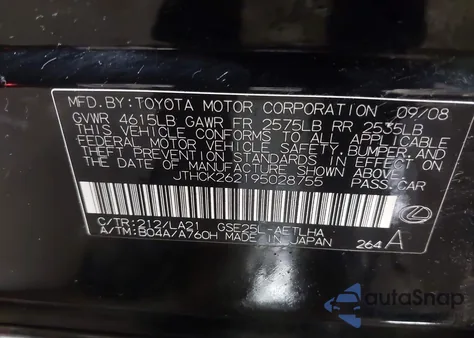 MFD. BY: TOYOTA MOTOR CORPORATION 09/08
GVWR 4615LB GAWR FR 2575LB RR 2535LB
THIS VEHICLE CONFORMS TO ALL APPLICABLE
FEDERAL MOTOR VEHICLE SAFETY, BUMPER, AND
THEFT PREVENTION STANDARDS IN EFFECT ON
THE DATE OF MANUFACTURE SHOWN ABOVE.
JTHCK262195028755 PASS. CAR
C/TR: 212/LA21 GSE25L-AETLHA
A/TM: B04A/A760H MADE IN JAPAN 264 A
autoSnap